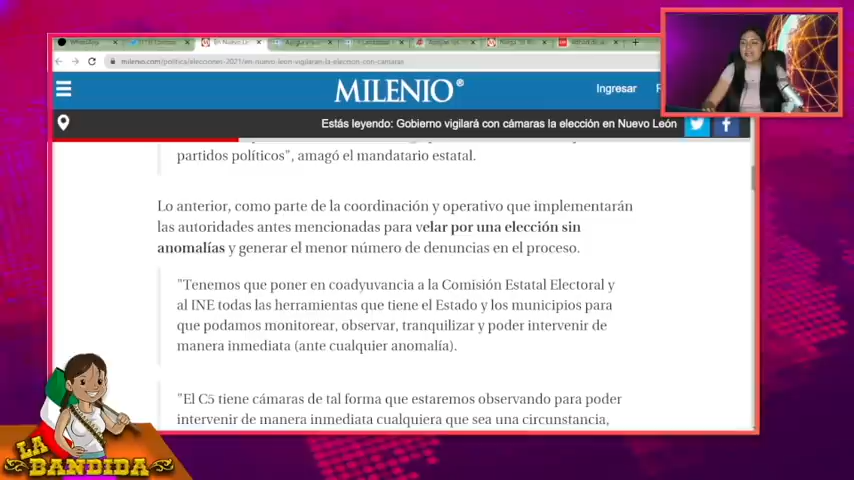 WhatsApp
En Nuevo Le
milenio.com/politica/elecciones-2021/en-nuevo-leon-vigilaran-la-eleccion-con-camaras
MILENIO®
Ingresar
Estás leyendo: Gobierno vigilará con cámaras la elección en Nuevo León
partidos políticos”, amagó el mandatario estatal.
Lo anterior, como parte de la coordinación y operativo que implementarán
las autoridades antes mencionadas para velar por una elección sin
anomalías y generar el menor número de denuncias en el proceso.
"Tenemos que poner en coadyuvancia a la Comisión Estatal Electoral y
al INE todas las herramientas que tiene el Estado y los municipios para
que podamos monitorear, observar, tranquilizar y poder intervenir de
manera inmediata (ante cualquier anomalía).
"El C5 tiene cámaras de tal forma que estaremos observando para poder
intervenir de manera inmediata cualquiera que sea una circunstancia,
LA
BANDIDA